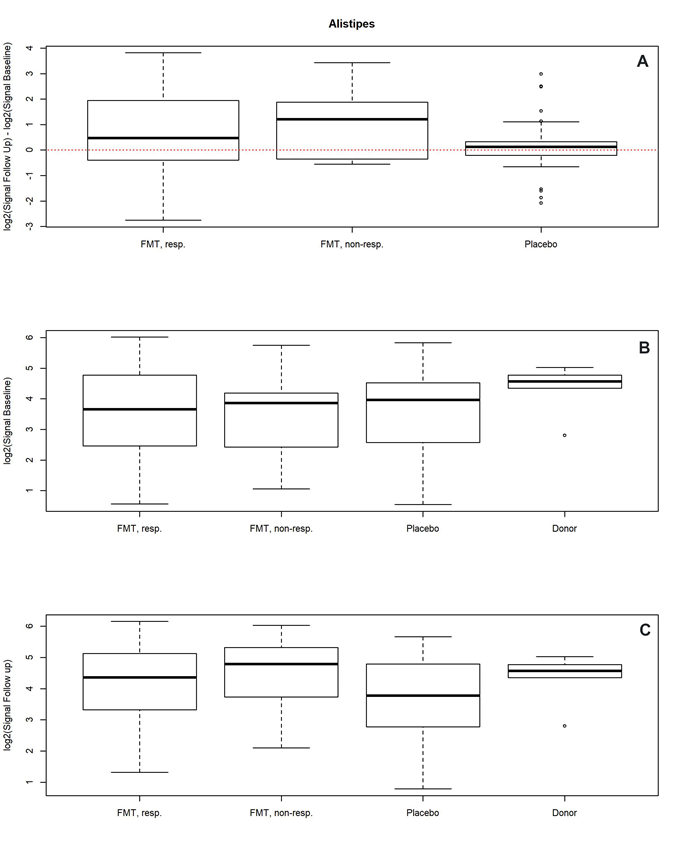 Alistipes
A
log2(Signal Follow Up) - log2(Signal Baseline)
4
3
2
1
0
-1
-2
-3
FMT, resp.
FMT, non-resp.
Placebo
B
log2(Signal Baseline)
6
5
4
3
2
1
FMT, resp.
FMT, non-resp.
Placebo
Donor
C
log2(Signal Follow up)
6
5
4
3
2
1
FMT, resp.
FMT, non-resp.
Placebo
Donor